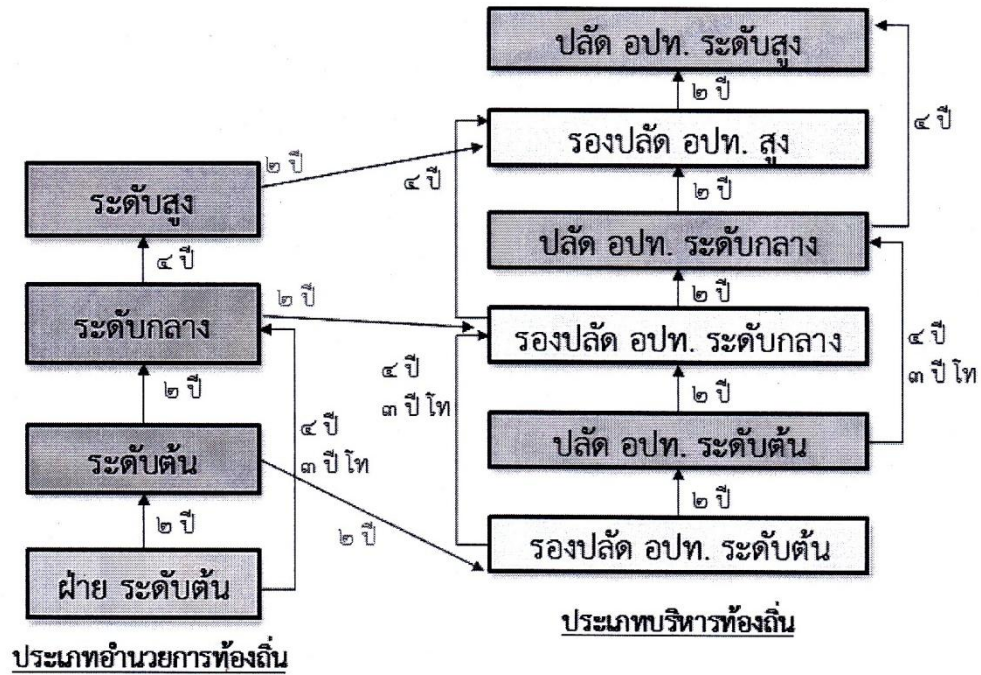 ปลัด อปท. ระดับสูง
๒ ปี
๔ ปี
รองปลัด อปท. สูง
๒ ปี
๔ ปี
๒ ปี
ระดับสูง
ปลัด อปท. ระดับกลาง
๔ ปี
๒ ปี
๒ ปี
ระดับกลาง
รองปลัด อปท. ระดับกลาง
๔ ปี
๓ ปี โท
๔ ปี
๓ ปี โท
๒ ปี
๒ ปี
ระดับต้น
๔ ปี
๓ ปี โท
ปลัด อปท. ระดับต้น
๒ ปี
๒ ปี
๒ ปี
รองปลัด อปท. ระดับต้น
ฝ่าย ระดับต้น
ประเภทบริหารท้องถิ่น
ประเภทอำนวยการท้องถิ่น